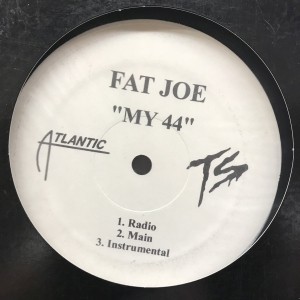 FAT JOE
"MY 44"
ATLANTIC
TS
1. Radio
2. Main
3. Instrumental